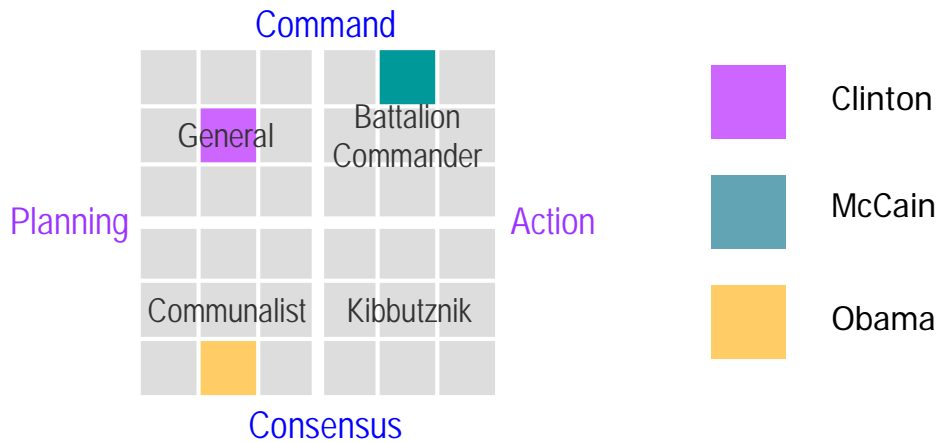 Command
General
Battalion
Commander
Planning
Action
Communalist
Kibbutznik
Consensus
Clinton
McCain
Obama